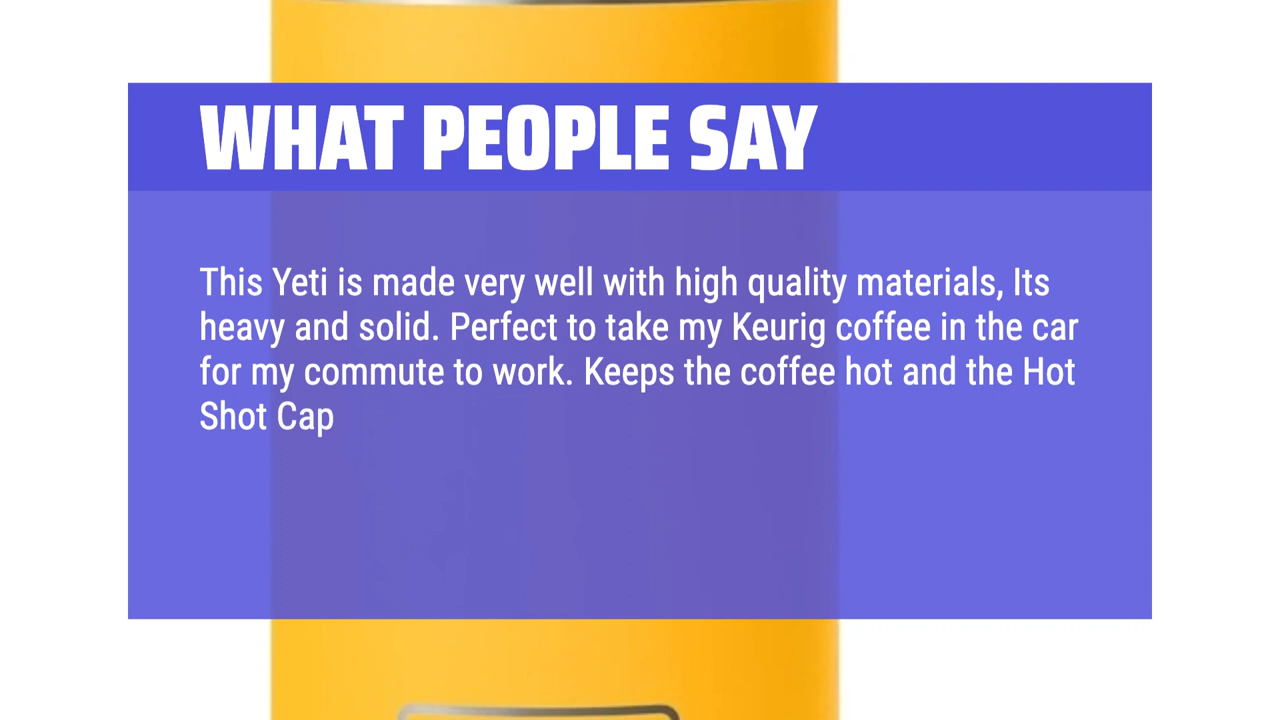 WHAT PEOPLE SAY
This Yeti is made very well with high quality materials, Its
heavy and solid. Perfect to take my Keurig coffee in the car
for my commute to work. Keeps the coffee hot and the Hot
Shot Cap